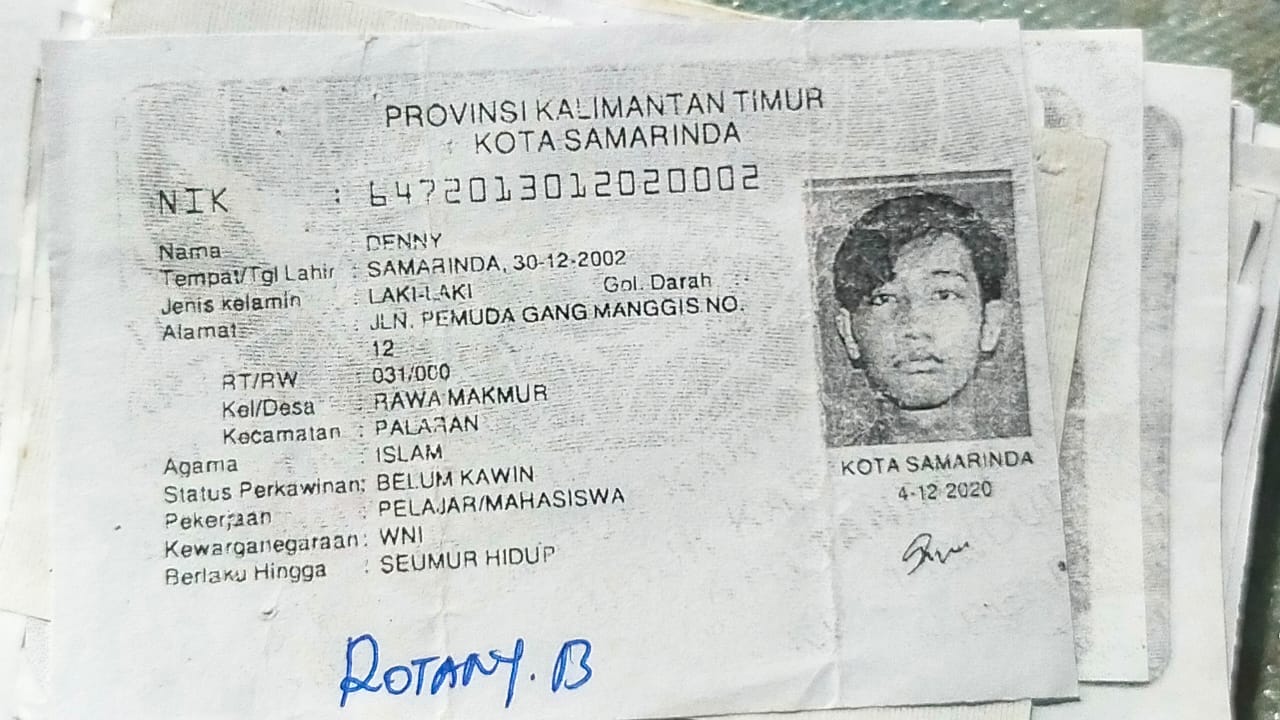 PROVINSI KALIMANTAN TIMUR
KOTA SAMARINDA
NIK : 6472013012020002
Nama : DENNY
Tempat/Tgl Lahir : SAMARINDA, 30-12-2002
Jenis kelamin : LAKI-LAKI Gol. Darah :
Alamat : JLN. PEMUDA GANG MANGGIS NO.
12
RT/RW : 031/000
Kel/Desa : RAWA MAKMUR
Kecamatan : PALARAN
Agama : ISLAM
Status Perkawinan: BELUM KAWIN
Pekerjaan : PELAJAR/MAHASISWA
Kewarganegaraan: WNI
Berlaku Hingga : SEUMUR HIDUP
KOTA SAMARINDA
4-12 2020
ROTANY. B